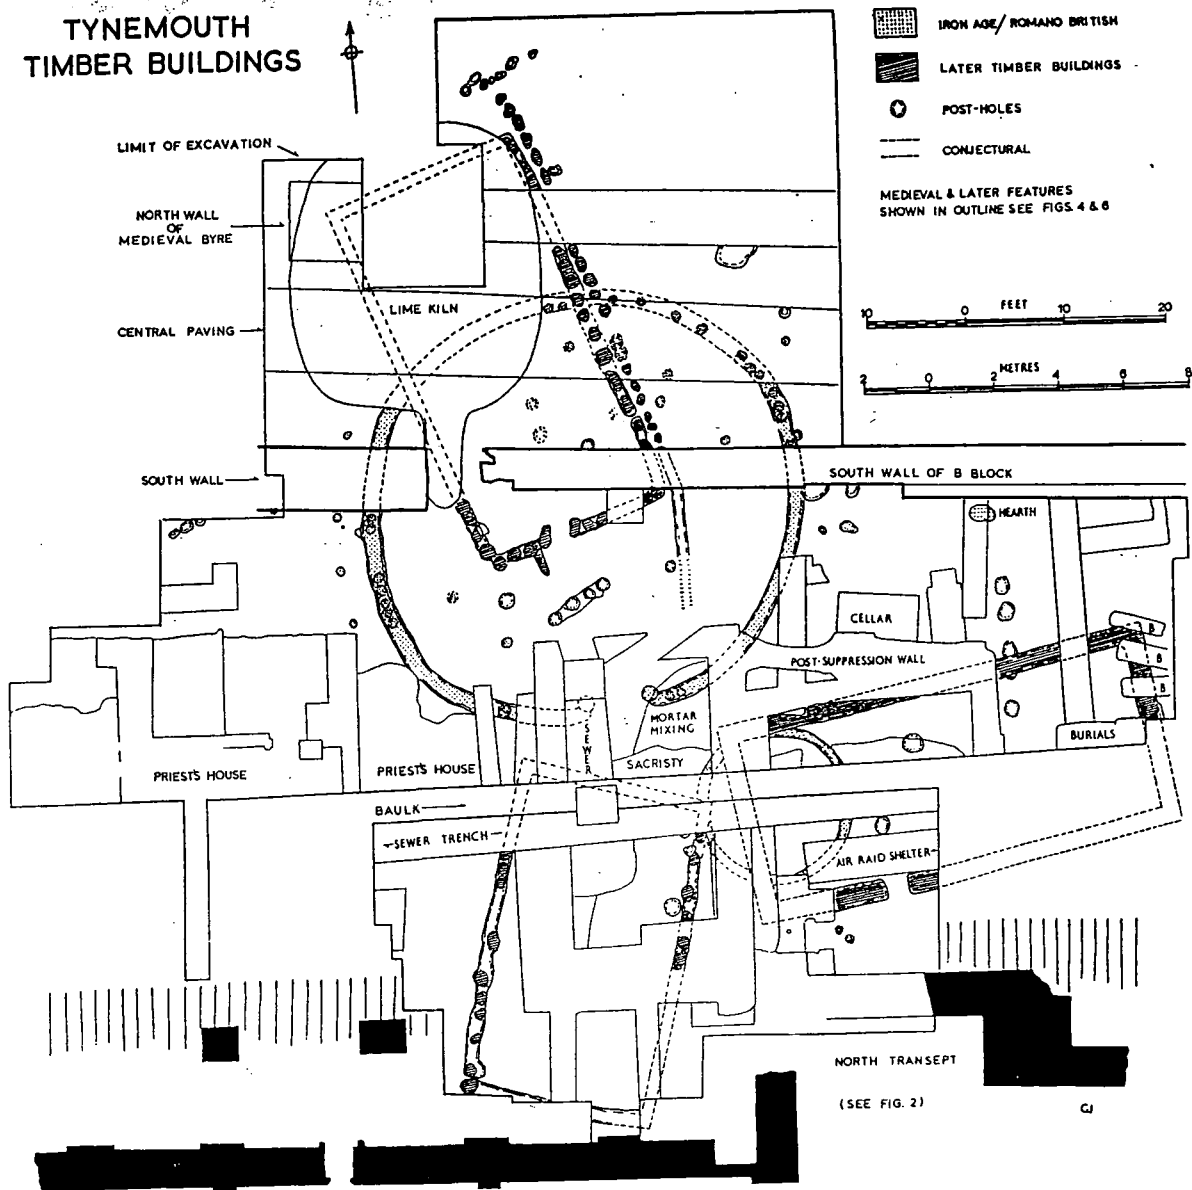 TYNEMOUTH
TIMBER BUILDINGS
IRON AGE/ROMANO BRITISH
LATER TIMBER BUILDINGS
POST-HOLES
CONJECTURAL
MEDIEVAL & LATER FEATURES
SHOWN IN OUTLINE SEE FIGS. 4 & 6
10 0 FEET 10 20
2 0 METRES 2 4 6 8
LIMIT OF EXCAVATION
NORTH WALL
OF
MEDIEVAL BYRE
LIME KILN
CENTRAL PAVING
SOUTH WALL
SOUTH WALL OF B BLOCK
HEARTH
CELLAR
POST-SUPPRESSION WALL
B
B
B
BURIALS
MORTAR
MIXING
SEWER
SACRISTY
PRIEST'S HOUSE
PRIEST'S HOUSE
BAULK
SEWER TRENCH
AIR RAID SHELTER
NORTH TRANSEPT
(SEE FIG. 2)